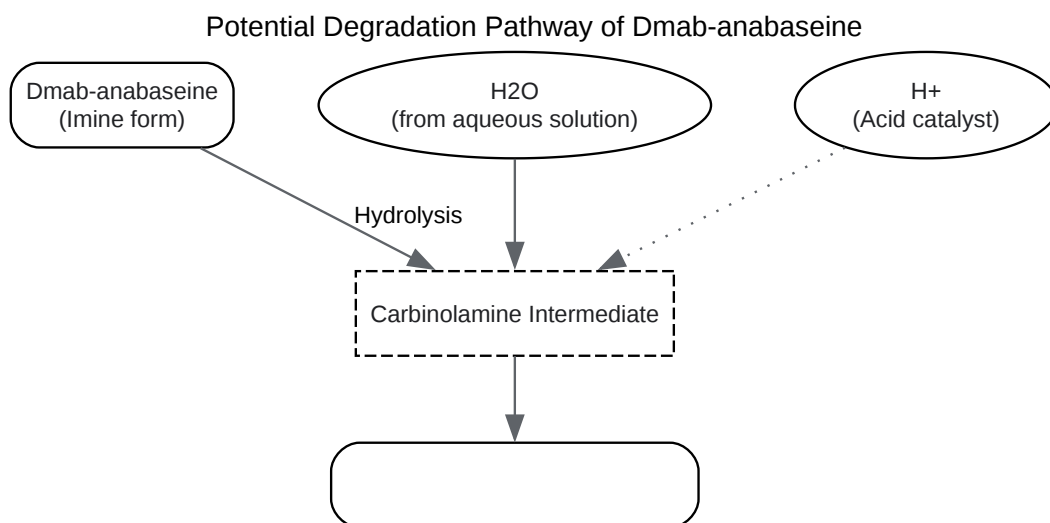 Potential Degradation Pathway of Dmab-anabaseine
Dmab-anabaseine
(Imine form)
H2O
(from aqueous solution)
H+
(Acid catalyst)
Hydrolysis
Carbinolamine Intermediate